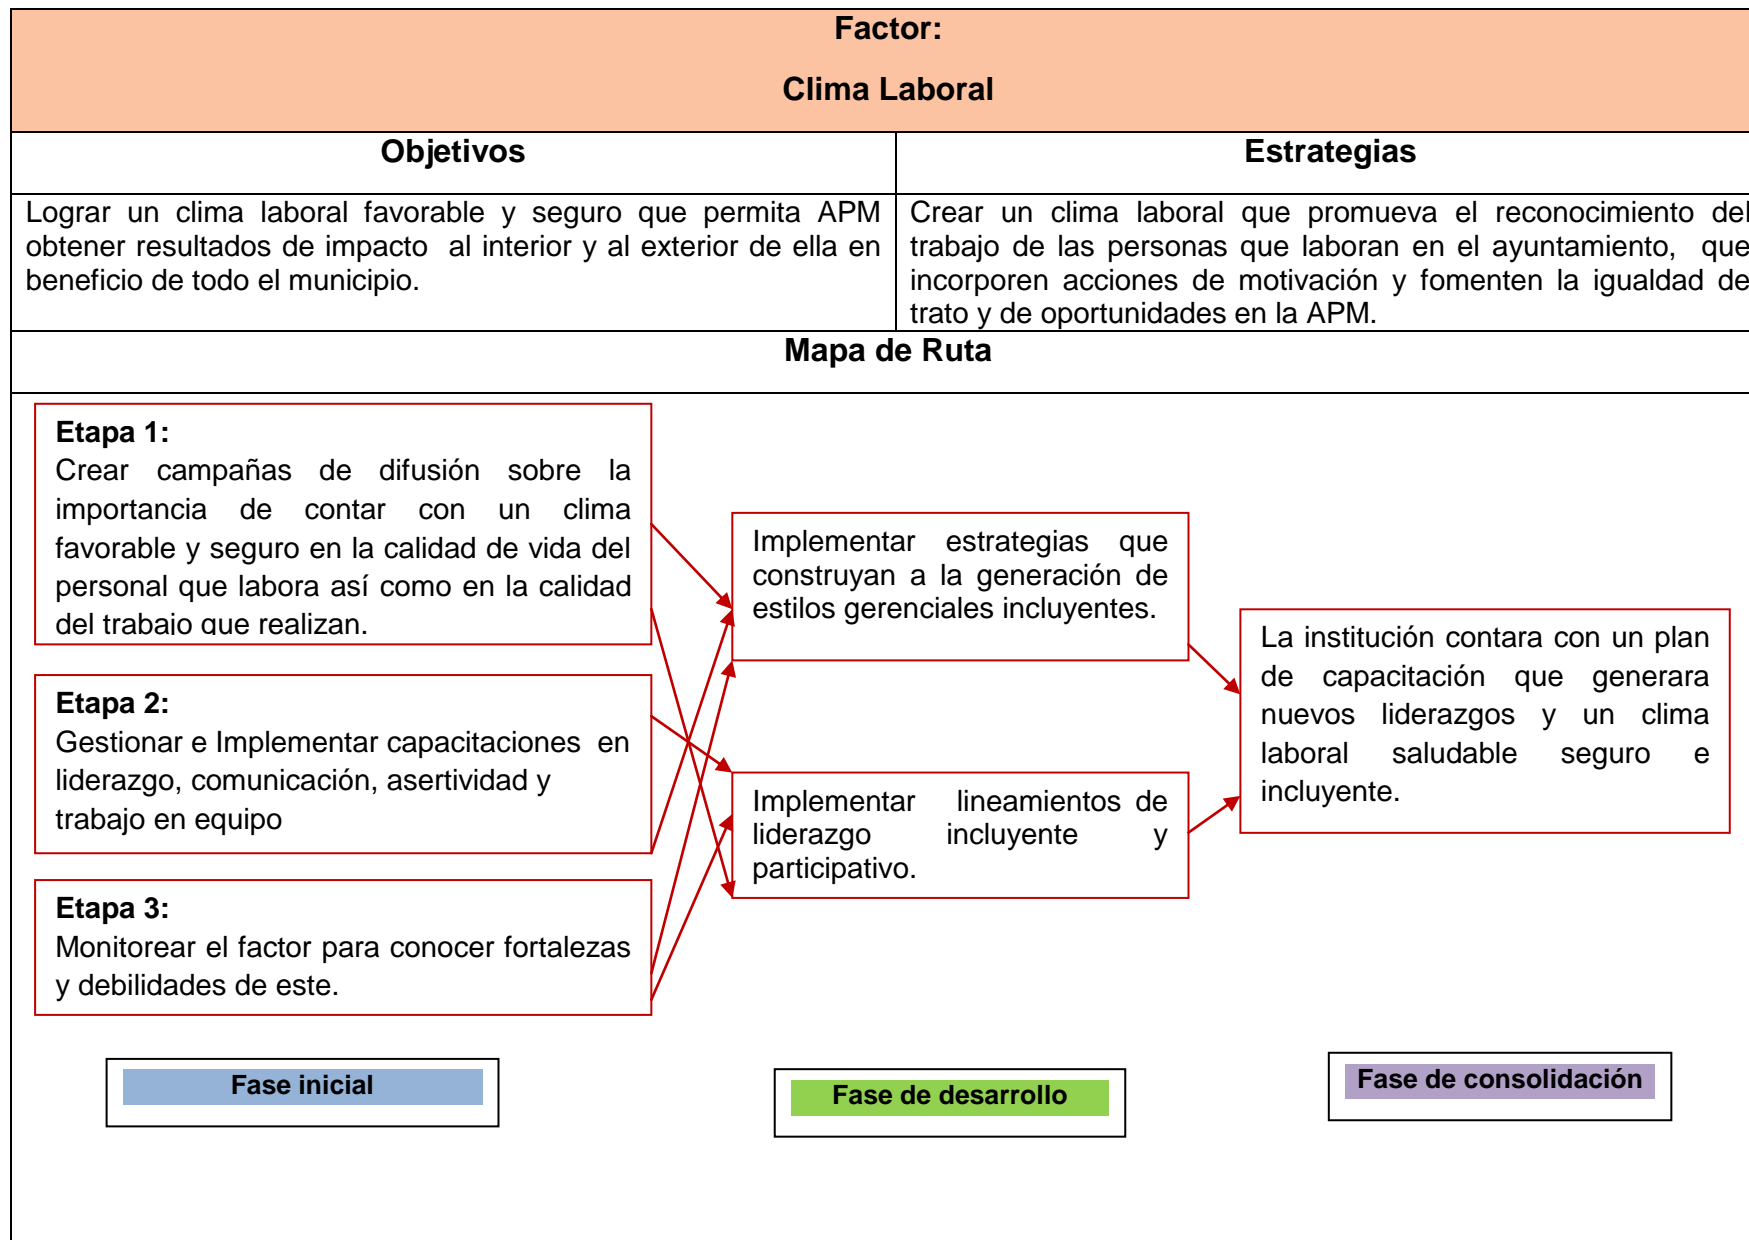 Factor:
Clima Laboral
Objetivos
Estrategias
Lograr un clima laboral favorable y seguro que permita APM
obtener resultados de impacto al interior y al exterior de ella en
beneficio de todo el municipio.
Crear un clima laboral que promueva el reconocimiento del
trabajo de las personas que laboran en el ayuntamiento, que
incorporen acciones de motivación y fomenten la igualdad de
trato y de oportunidades en la APM.
Mapa de Ruta
Etapa 1:
Crear campañas de difusión sobre la
importancia de contar con un clima
favorable y seguro en la calidad de vida del
personal que labora así como en la calidad
del trabajo que realizan.
Etapa 2:
Gestionar e Implementar capacitaciones en
liderazgo, comunicación, asertividad y
trabajo en equipo
Etapa 3:
Monitorear el factor para conocer fortalezas
y debilidades de este.
Implementar estrategias que
construyan a la generación de
estilos gerenciales incluyentes.
Implementar lineamientos de
liderazgo incluyente y
participativo.
La institución contara con un plan
de capacitación que generara
nuevos liderazgos y un clima
laboral saludable seguro e
incluyente.
Fase inicial
Fase de desarrollo
Fase de consolidación